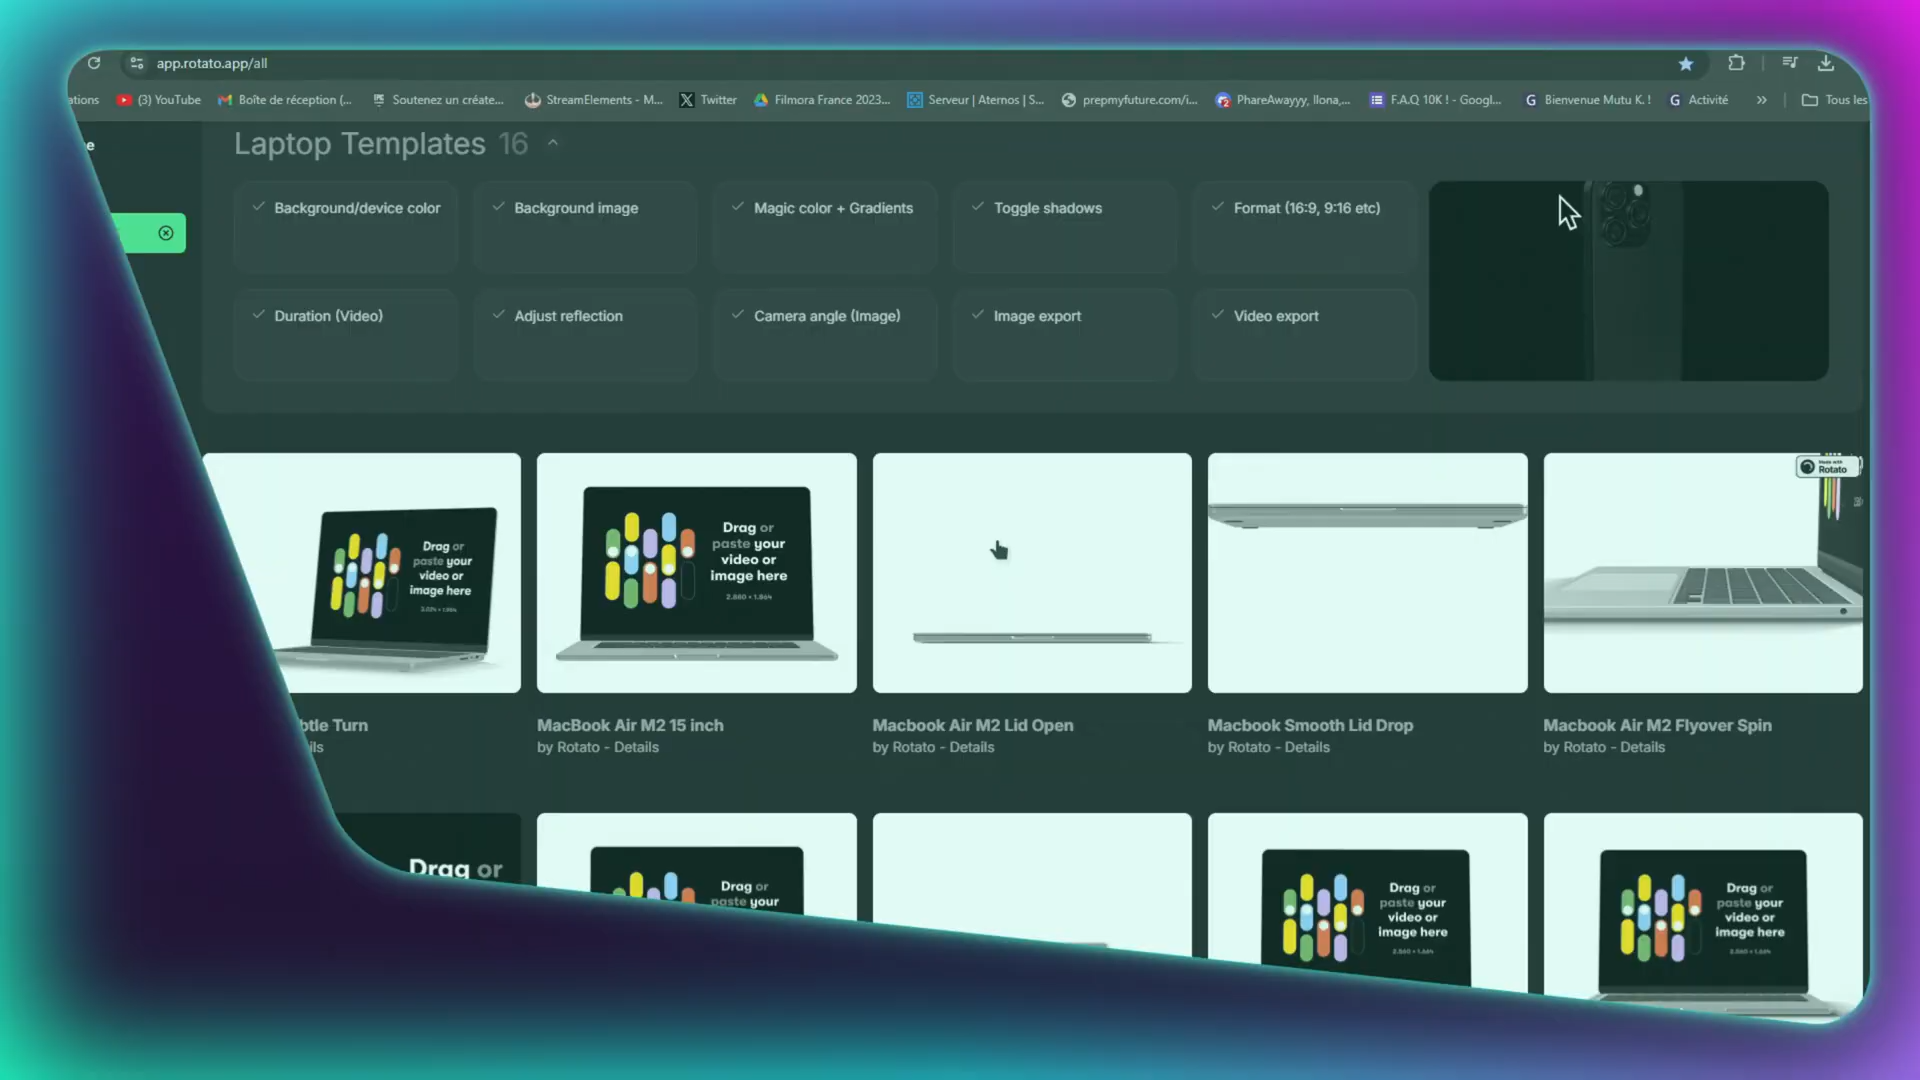 app.rotato.app/all
ations
(3) YouTube
Boîte de réception (...
Soutenez un créate...
StreamElements - M...
Twitter
Filmora France 2023...
Serveur | Aternos | S...
prepmyfuture.com/i...
PhareAwayyy, Ilona,...
F.A.Q 10K ! - Googl...
Bienvenue Mutu K. !
Activité
»
Tous les
e
Laptop Templates 16
Background/device color
Background image
Magic color + Gradients
Toggle shadows
Format (16:9, 9:16 etc)
Duration (Video)
Adjust reflection
Camera angle (Image)
Image export
Video export
Drag or
paste your
video or
image here
Drag or
paste your
video or
image here
2.880 × 1.864
Made with
Rotato
btle Turn
ils
MacBook Air M2 15 inch
by Rotato - Details
Macbook Air M2 Lid Open
by Rotato - Details
Macbook Smooth Lid Drop
by Rotato - Details
Macbook Air M2 Flyover Spin
by Rotato - Details
Drag or
Drag or
paste your
Drag or
paste your
video or
image here
Drag or
paste your
video or
image here